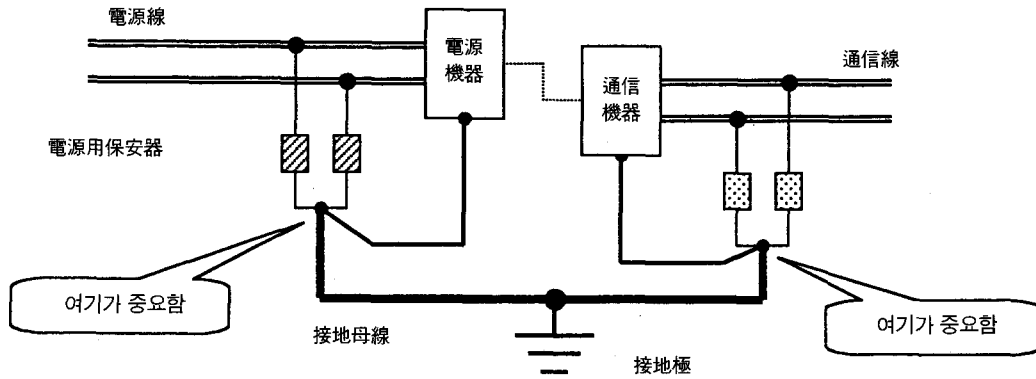 電源線
電源
機器
通信線
通信
機器
電源用保安器
여기가 중요함
여기가 중요함
接地母線
接地極